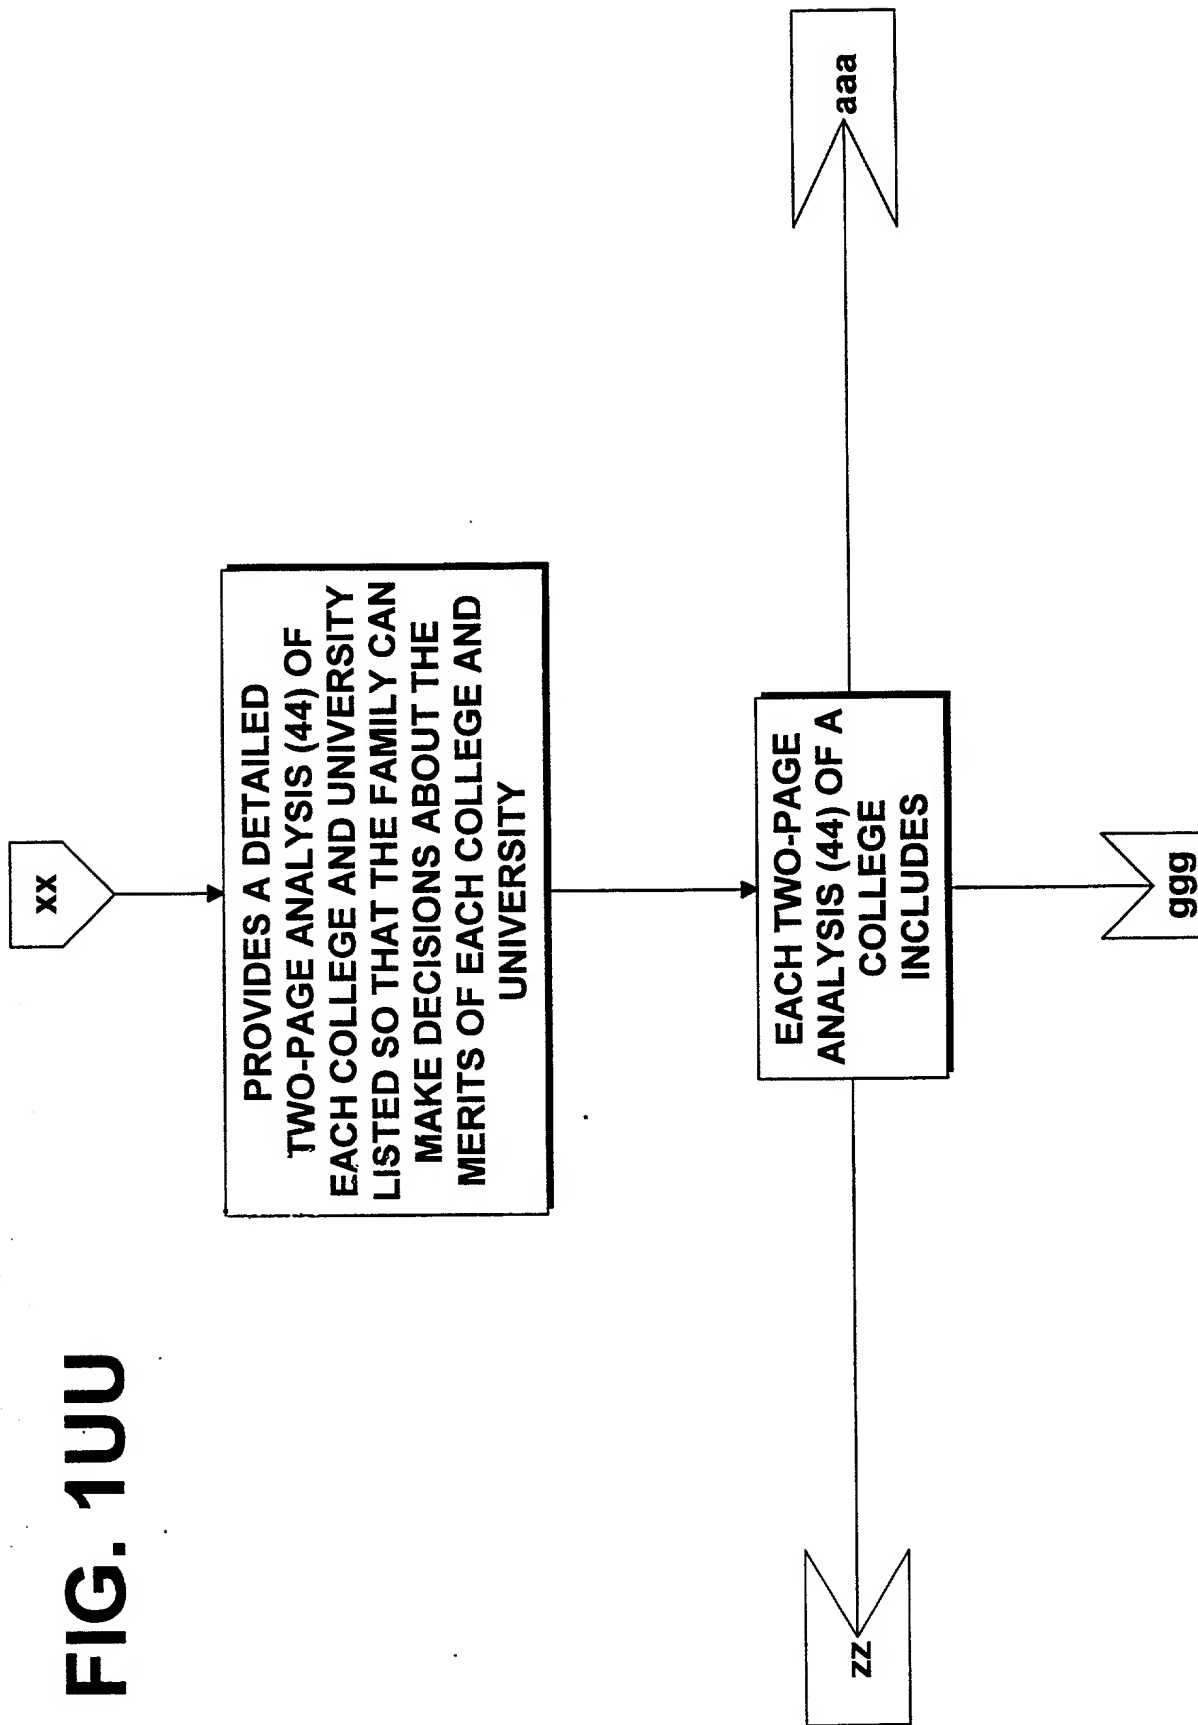 FIG. 1UU
xx
PROVIDES A DETAILED
TWO-PAGE ANALYSIS (44) OF
EACH COLLEGE AND UNIVERSITY
LISTED SO THAT THE FAMILY CAN
MAKE DECISIONS ABOUT THE
MERITS OF EACH COLLEGE AND
UNIVERSITY
EACH TWO-PAGE
ANALYSIS (44) OF A
COLLEGE
INCLUDES
zz
aaa
ggg